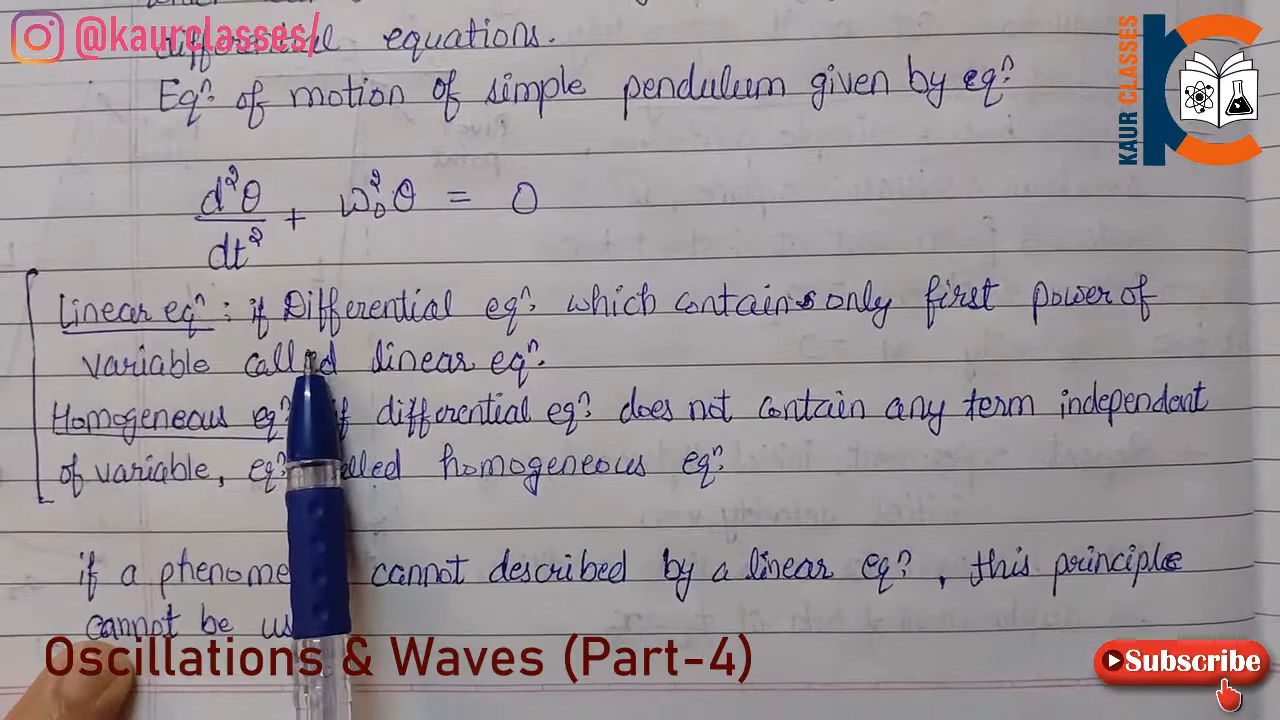 @kaurclasses/
differential equations.
KAUR CLASSES
Eqn. of motion of simple pendulum given by eqn.
d²θ/dt² + ω₀²θ = 0
Linear eqn : if Differential eqn. which contains only first power of
variable called linear eqn.
Homogeneous eqn. if differential eqn. does not contain any term independent
of variable, eqn. called homogeneous eqn.
if a phenome cannot described by a linear eqn. , this principle
cannot be us
Oscillations & Waves (Part-4)
Subscribe